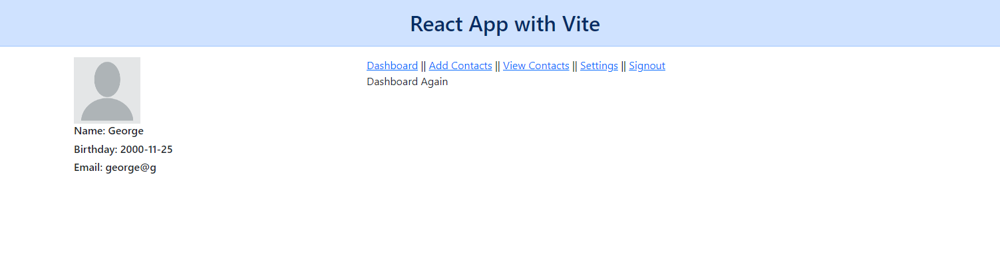 React App with Vite
Dashboard || Add Contacts || View Contacts || Settings || Signout
Dashboard Again
Name: George
Birthday: 2000-11-25
Email: george@g